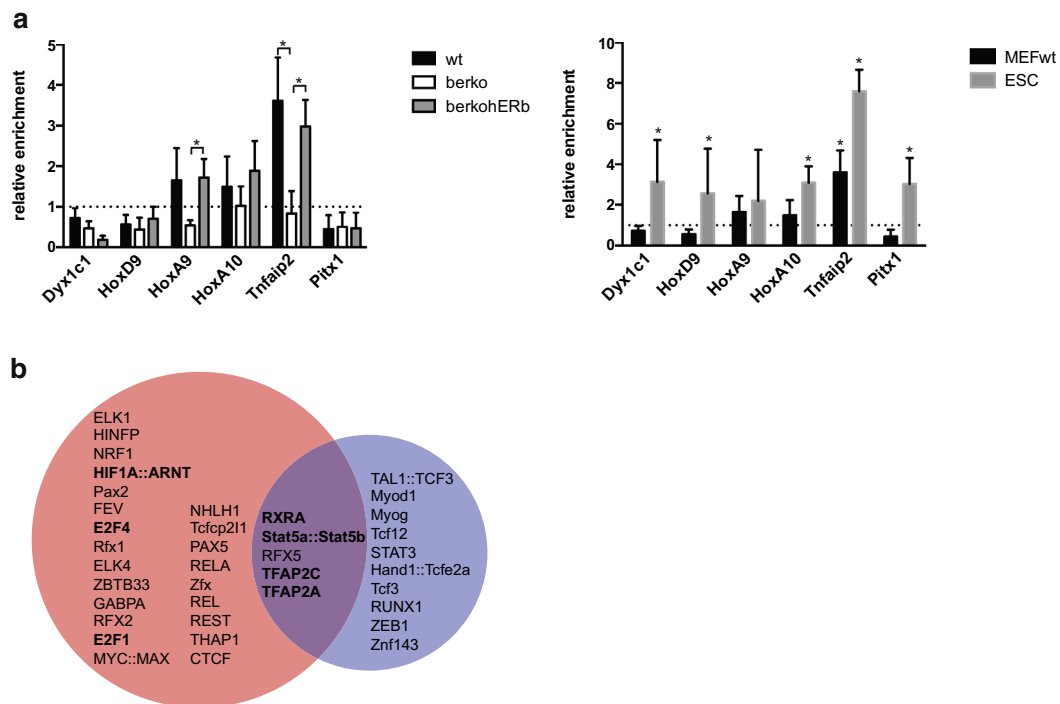 a
relative enrichment
5
4
3
2
1
0
*
*
*
wt
berko
berkohERb
Dyx1c1
HoxD9
HoxA9
HoxA10
Tnfaip2
Pitx1
relative enrichment
10
8
6
4
2
0
*
*
*
*
*
*
MEFwt
ESC
Dyx1c1
HoxD9
HoxA9
HoxA10
Tnfaip2
Pitx1
b
ELK1
HINFP
NRF1
HIF1A::ARNT
Pax2
FEV
E2F4
Rfx1
ELK4
ZBTB33
GABPA
RFX2
E2F1
MYC::MAX
NHLH1
Tcfcp2l1
PAX5
RELA
Zfx
REL
REST
THAP1
CTCF
RXRA
Stat5a::Stat5b
RFX5
TFAP2C
TFAP2A
TAL1::TCF3
Myod1
Myog
Tcf12
STAT3
Hand1::Tcfe2a
Tcf3
RUNX1
ZEB1
Znf143